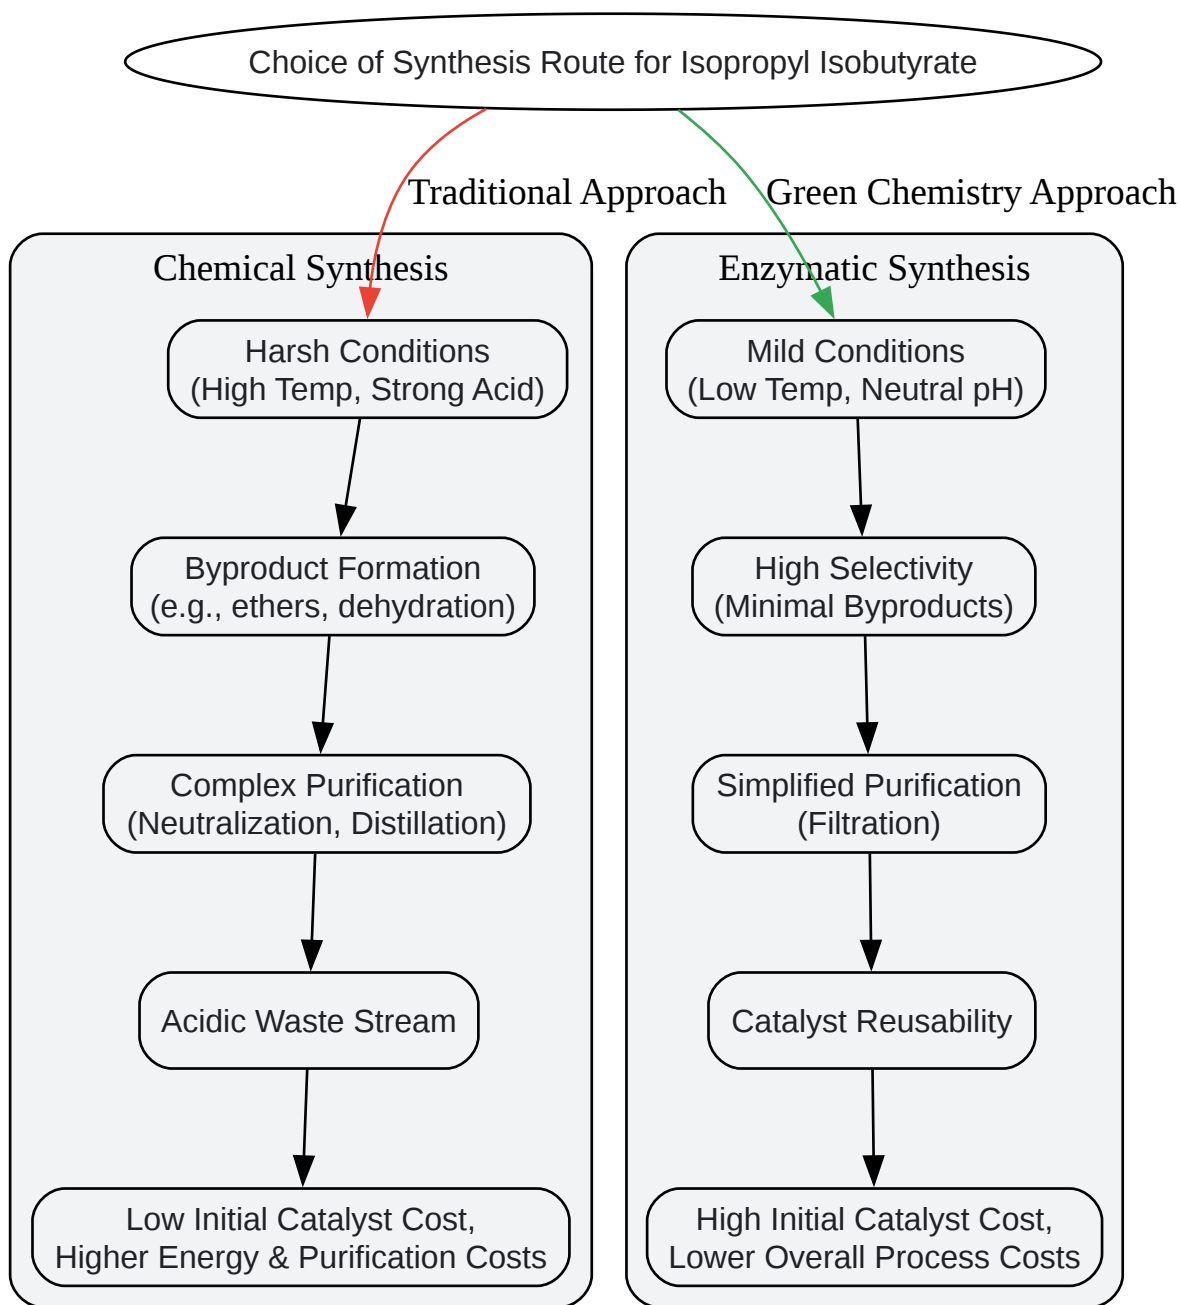 Choice of Synthesis Route for Isopropyl Isobutyrate
Traditional Approach
Green Chemistry Approach
Chemical Synthesis
Harsh Conditions
(High Temp, Strong Acid)
Byproduct Formation
(e.g., ethers, dehydration)
Complex Purification
(Neutralization, Distillation)
Acidic Waste Stream
Low Initial Catalyst Cost,
Higher Energy & Purification Costs
Enzymatic Synthesis
Mild Conditions
(Low Temp, Neutral pH)
High Selectivity
(Minimal Byproducts)
Simplified Purification
(Filtration)
Catalyst Reusability
High Initial Catalyst Cost,
Lower Overall Process Costs